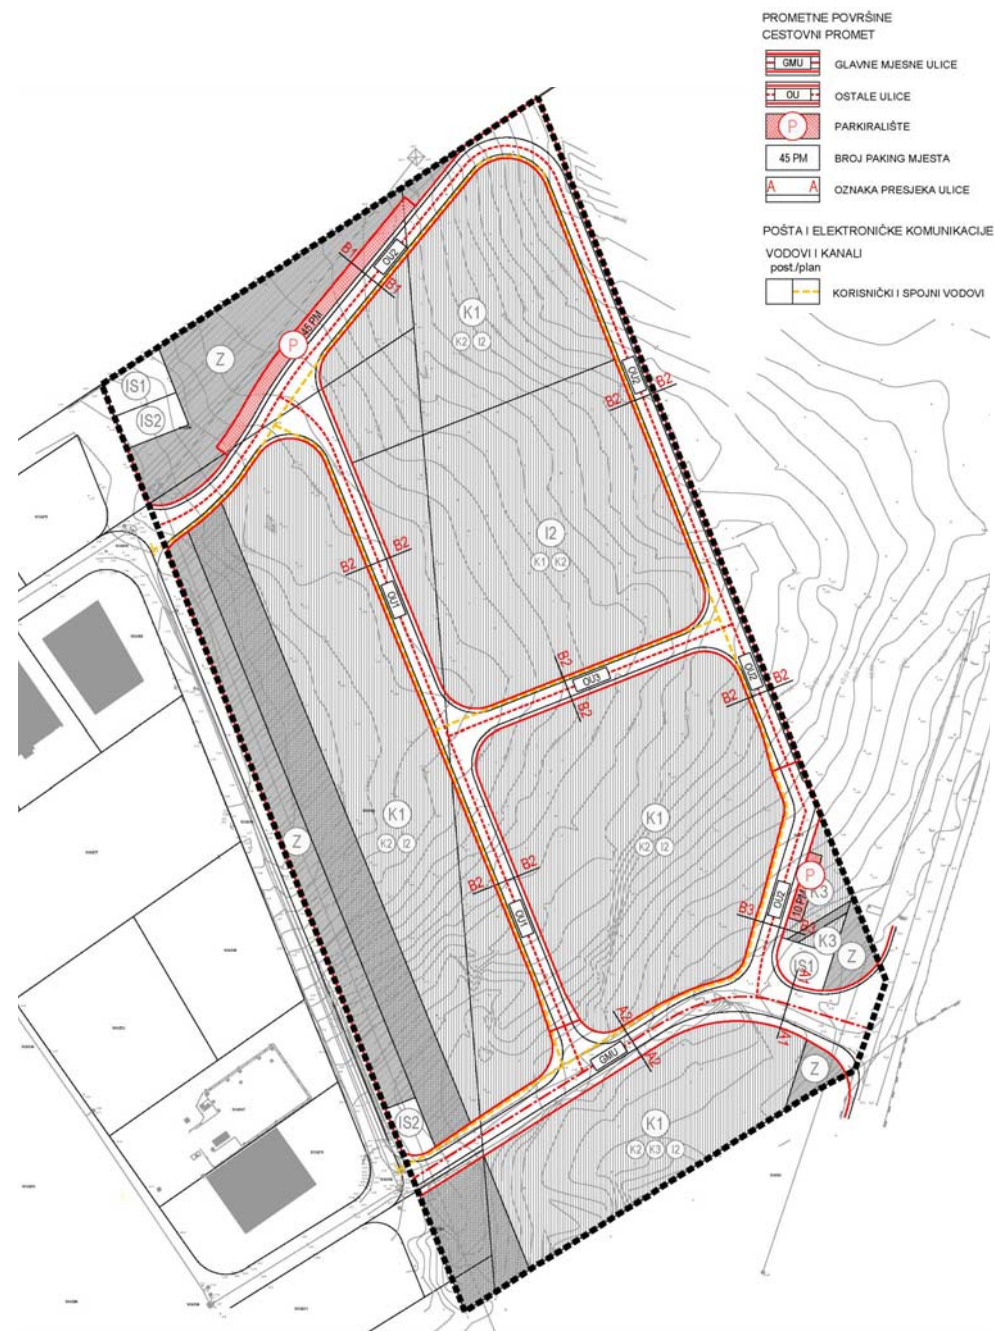 PROMETNE POVRŠINE
CESTOVNI PROMET
GMU GLAVNE MJESNE ULICE
OU OSTALE ULICE
P PARKIRALIŠTE
45 PM BROJ PAKING MJESTA
A A OZNAKA PRESJEKA ULICE
POŠTA I ELEKTRONIČKE KOMUNIKACIJE
VODOVI I KANALI
post./plan
KORISNIČKI I SPOJNI VODOVI
B1
OU2
B1
K1
K2 I2
45 PM
P
Z
IS1
IS2
OU2
B2
B2
I2
K1 K2
B2
B2
OU1
B2
OU3
B2
OU2
B2
B2
K1
K2 I2
Z
K1
K2 I2
B2
B2
OU1
P
K3
10 PM
OU2
B3
B3
K3
Z
IS1
A1
A1
A2
A2
GMU
Z
IS2
K1
K2 K3 I2